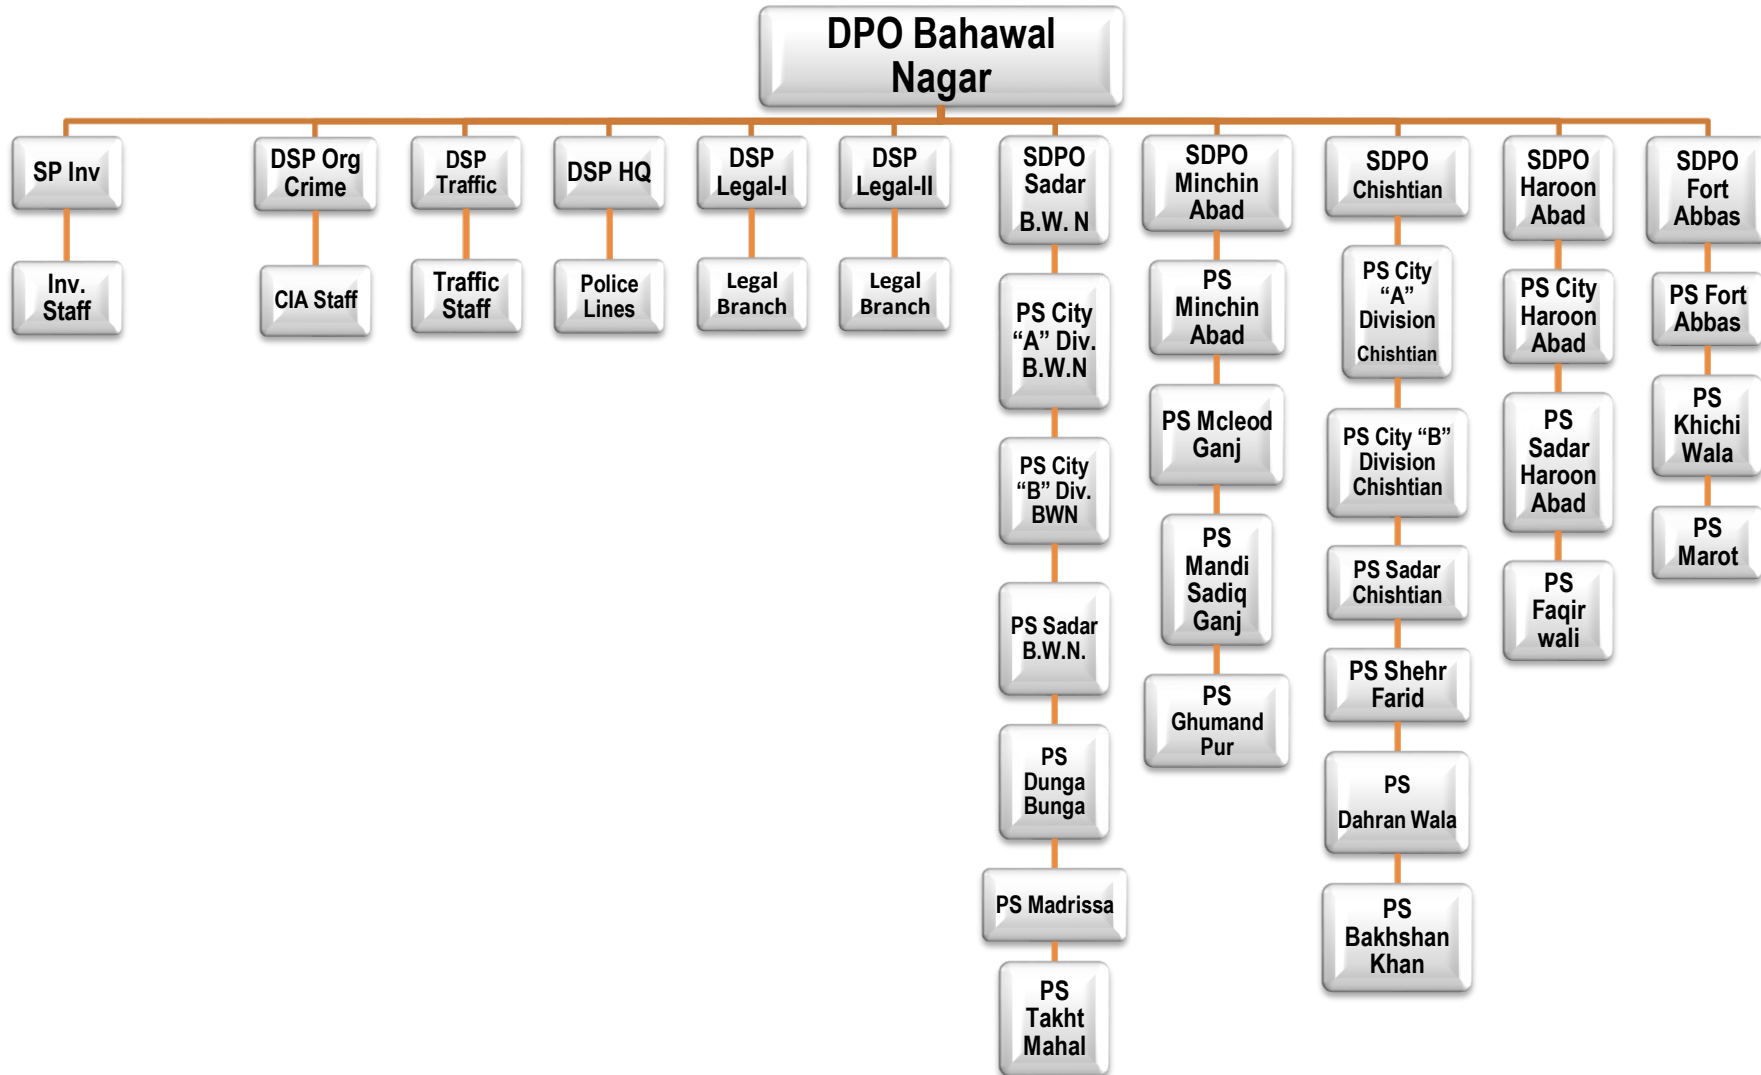 DPO Bahawal
Nagar
SP Inv
Inv.
Staff
DSP Org
Crime
CIA Staff
DSP
Traffic
Traffic
Staff
DSP HQ
Police
Lines
DSP
Legal-I
Legal
Branch
DSP
Legal-II
Legal
Branch
SDPO
Sadar
B.W. N
PS City
“A” Div.
B.W.N
PS City
“B” Div.
BWN
PS Sadar
B.W.N.
PS
Dunga
Bunga
PS Madrissa
PS
Takht
Mahal
SDPO
Minchin
Abad
PS
Minchin
Abad
PS Mcleod
Ganj
PS
Mandi
Sadiq
Ganj
PS
Ghumand
Pur
SDPO
Chishtian
PS City
“A”
Division
Chishtian
PS City “B”
Division
Chishtian
PS Sadar
Chishtian
PS Shehr
Farid
PS
Dahran Wala
PS
Bakhshan
Khan
SDPO
Haroon
Abad
PS City
Haroon
Abad
PS
Sadar
Haroon
Abad
PS
Faqir
wali
SDPO
Fort
Abbas
PS Fort
Abbas
PS
Khichi
Wala
PS
Marot